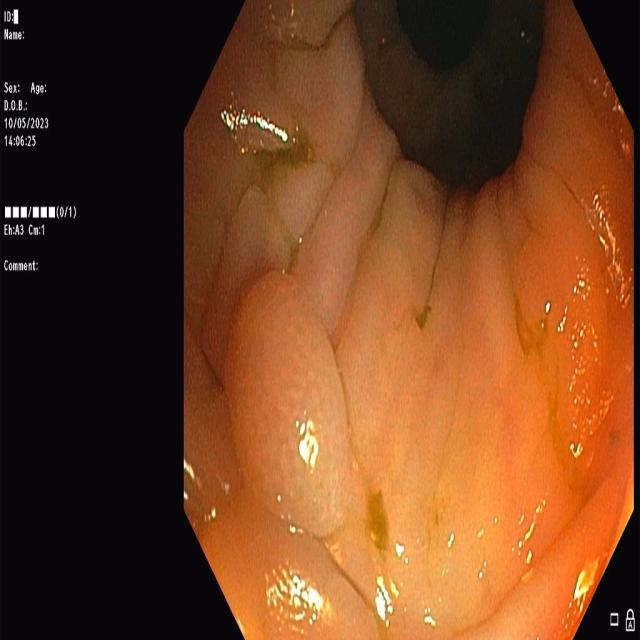 ID:
Name:
Sex: Age:
D.O.B.:
10/05/2023
14:06:25
■■■/■■■(0/1)
Eh:A3 Cm:1
Comment:
A